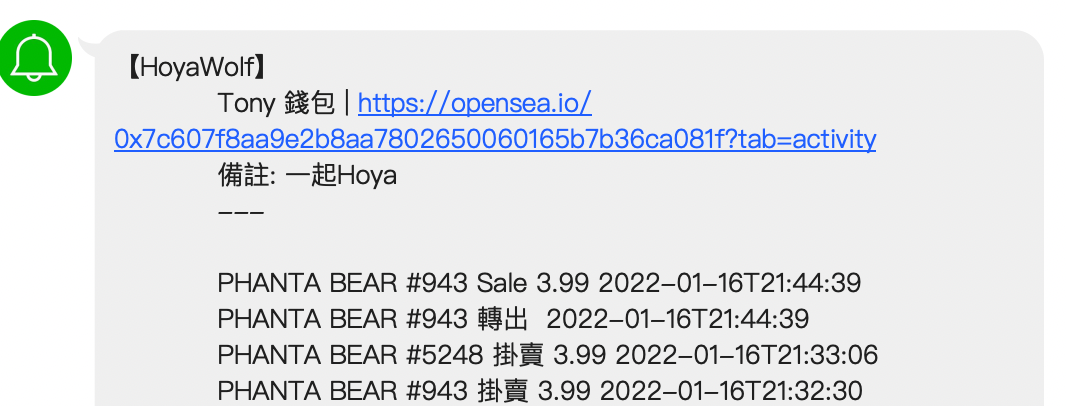 【HoyaWolf】
Tony 錢包 | https://opensea.io/
0x7c607f8aa9e2b8aa7802650060165b7b36ca081f?tab=activity
備註: 一起Hoya
---
PHANTA BEAR #943 Sale 3.99 2022-01-16T21:44:39
PHANTA BEAR #943 轉出  2022-01-16T21:44:39
PHANTA BEAR #5248 掛賣 3.99 2022-01-16T21:33:06
PHANTA BEAR #943 掛賣 3.99 2022-01-16T21:32:30